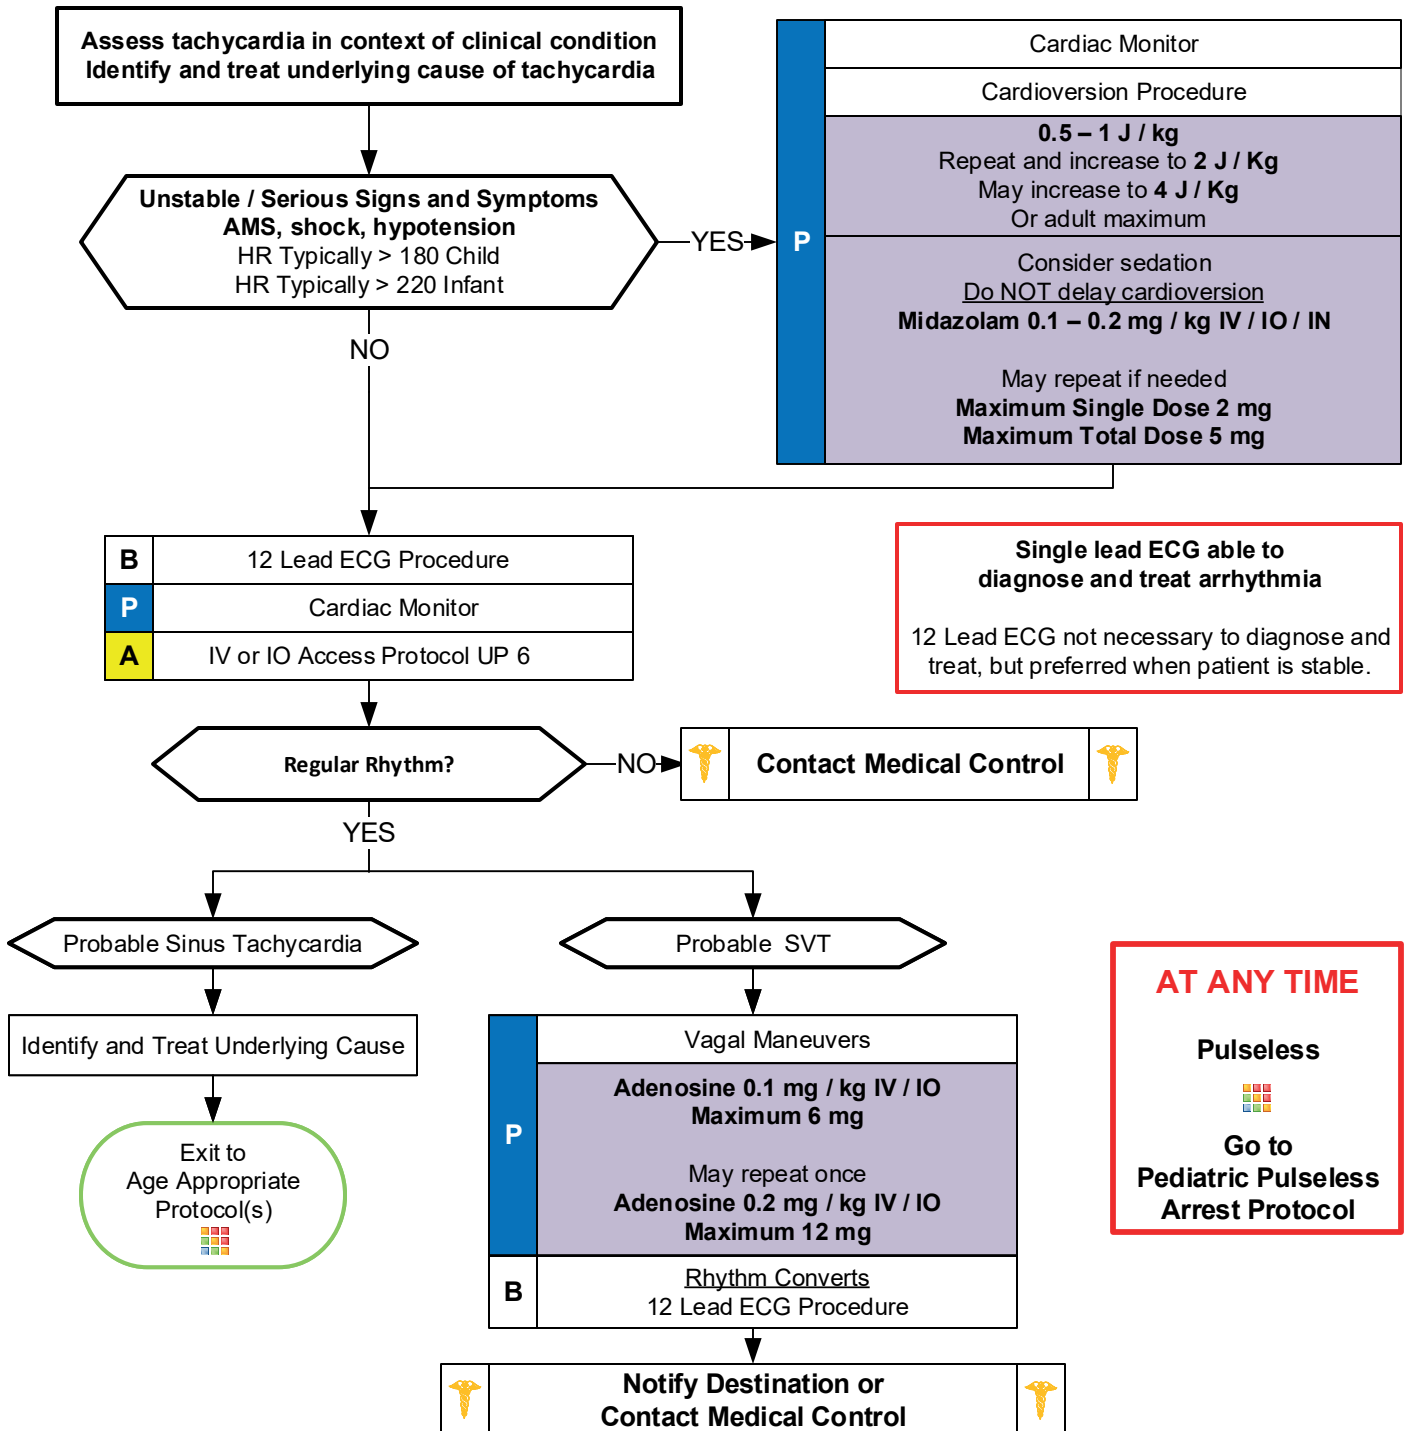 Assess tachycardia in context of clinical condition
Identify and treat underlying cause of tachycardia
Unstable / Serious Signs and Symptoms
AMS, shock, hypotension
HR Typically > 180 Child
HR Typically > 220 Infant
YES
P
Cardiac Monitor
Cardioversion Procedure
0.5 – 1 J / kg
Repeat and increase to 2 J / Kg
May increase to 4 J / Kg
Or adult maximum
Consider sedation
Do NOT delay cardioversion
Midazolam 0.1 – 0.2 mg / kg IV / IO / IN
May repeat if needed
Maximum Single Dose 2 mg
Maximum Total Dose 5 mg
NO
B
12 Lead ECG Procedure
P
Cardiac Monitor
A
IV or IO Access Protocol UP 6
Single lead ECG able to
diagnose and treat arrhythmia
12 Lead ECG not necessary to diagnose and
treat, but preferred when patient is stable.
Regular Rhythm?
NO
Contact Medical Control
YES
Probable Sinus Tachycardia
Identify and Treat Underlying Cause
Exit to
Age Appropriate
Protocol(s)
Probable SVT
P
Vagal Maneuvers
Adenosine 0.1 mg / kg IV / IO
Maximum 6 mg
May repeat once
Adenosine 0.2 mg / kg IV / IO
Maximum 12 mg
B
Rhythm Converts
12 Lead ECG Procedure
Notify Destination or
Contact Medical Control
AT ANY TIME
Pulseless
Go to
Pediatric Pulseless
Arrest Protocol